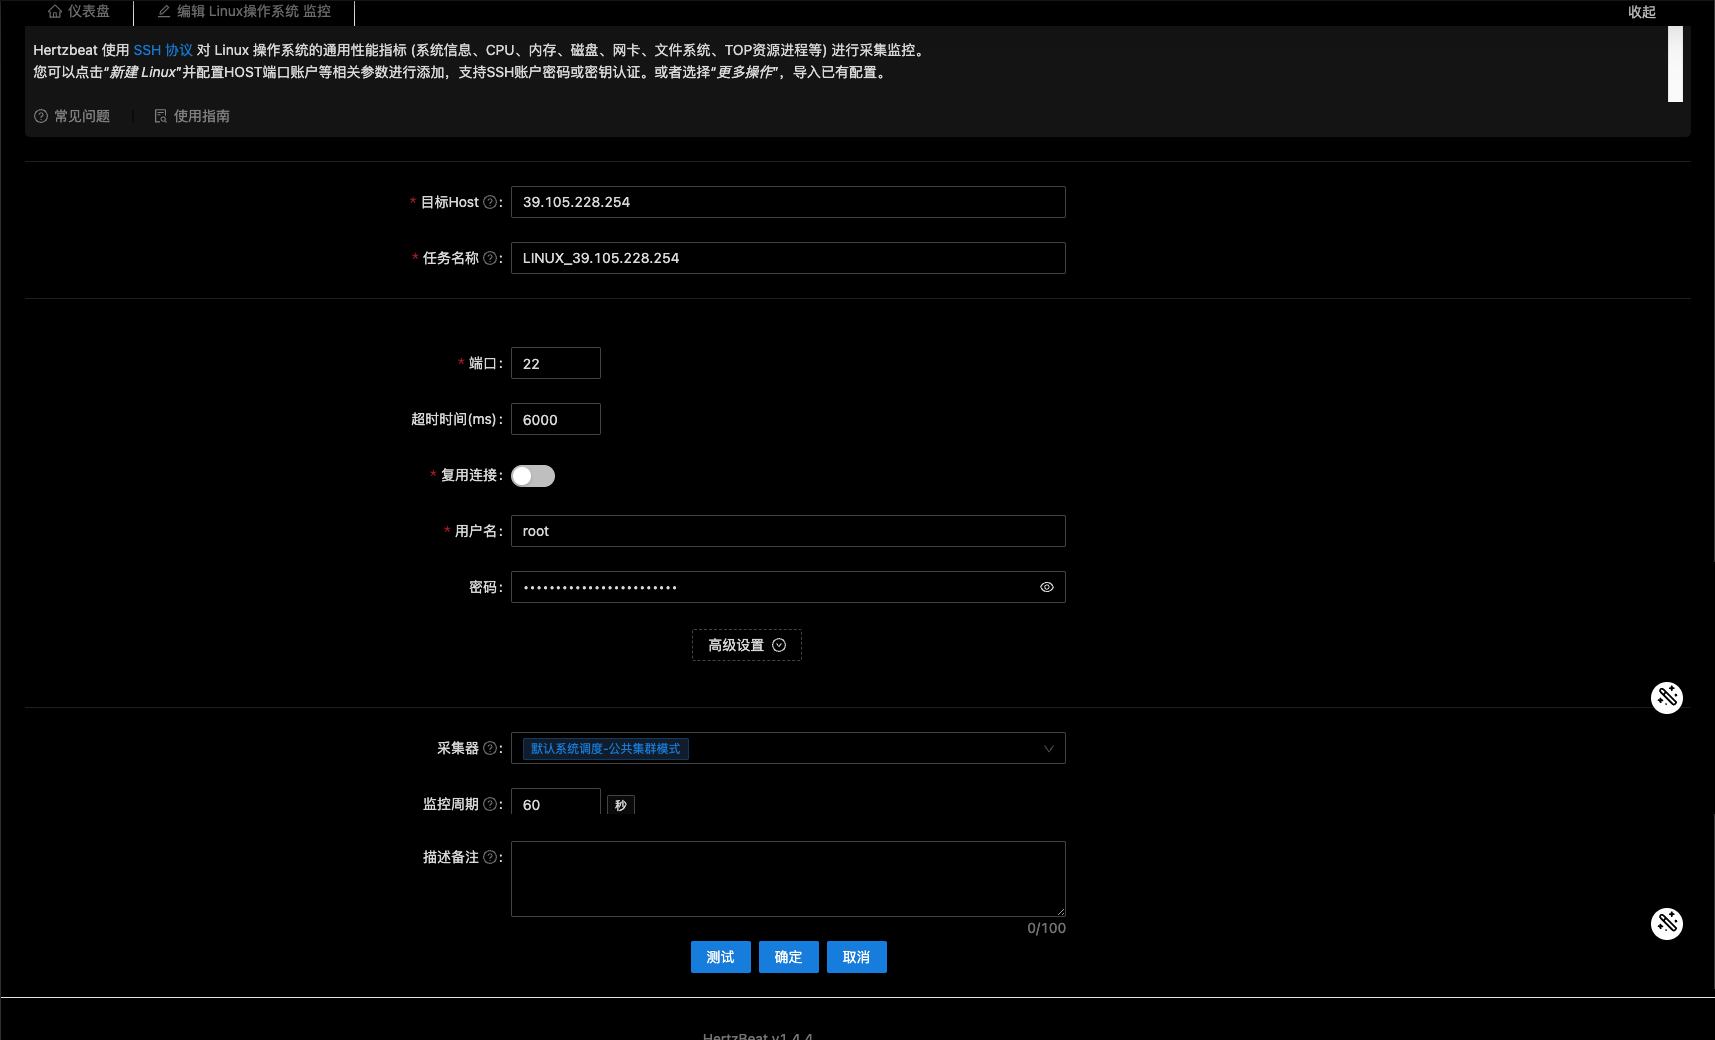 仪表盘
编辑 Linux操作系统 监控
收起
Hertzbeat 使用 SSH 协议 对 Linux 操作系统的通用性能指标 (系统信息、CPU、内存、磁盘、网卡、文件系统、TOP资源进程等) 进行采集监控。
您可以点击“新建 Linux”并配置HOST端口账户等相关参数进行添加，支持SSH账户密码或密钥认证。或者选择“更多操作”，导入已有配置。
常见问题
使用指南
* 目标Host : 39.105.228.254
* 任务名称 : LINUX_39.105.228.254
* 端口 : 22
超时时间(ms) : 6000
* 复用连接 :
* 用户名 : root
密码 : ••••••••••••••••••••••••
高级设置
采集器 : 默认系统调度-公共集群模式
监控周期 : 60 秒
描述备注 :
0/100
测试 确定 取消
HertzBeat v1.4.4